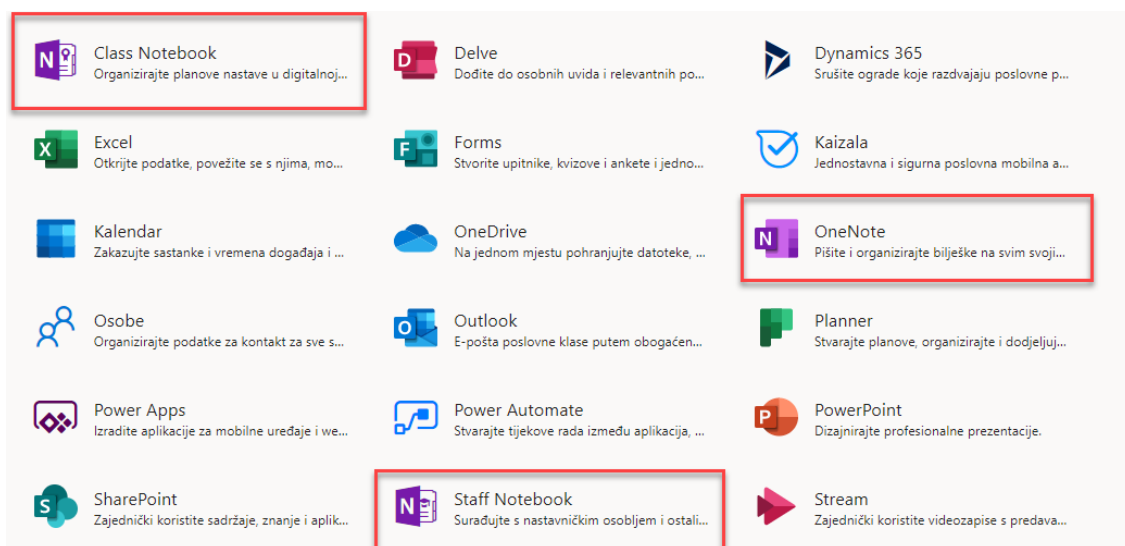 Class Notebook
Organizirajte planove nastave u digitalnoj...
Delve
Dođite do osobnih uvida i relevantnih po...
Dynamics 365
Srušite ograde koje razdvajaju poslovne p...
Excel
Otkrijte podatke, povežite se s njima, mo...
Forms
Stvorite upitnike, kvizove i ankete i jedno...
Kaizala
Jednostavna i sigurna poslovna mobilna a...
Kalendar
Zakazujte sastanke i vremena događaja i ...
OneDrive
Na jednom mjestu pohranjujte datoteke, ...
OneNote
Pišite i organizirajte bilješke na svim svoji...
Osobe
Organizirajte podatke za kontakt za sve s...
Outlook
E-pošta poslovne klase putem obogaćen...
Planner
Stvarajte planove, organizirajte i dodjeljuj...
Power Apps
Izradite aplikacije za mobilne uređaje i we...
Power Automate
Stvarajte tijekove rada između aplikacija, ...
PowerPoint
Dizajnirajte profesionalne prezentacije.
SharePoint
Zajednički koristite sadržaje, znanje i aplik...
Staff Notebook
Surađujte s nastavničkim osobljem i ostali...
Stream
Zajednički koristite videozapise s predava...